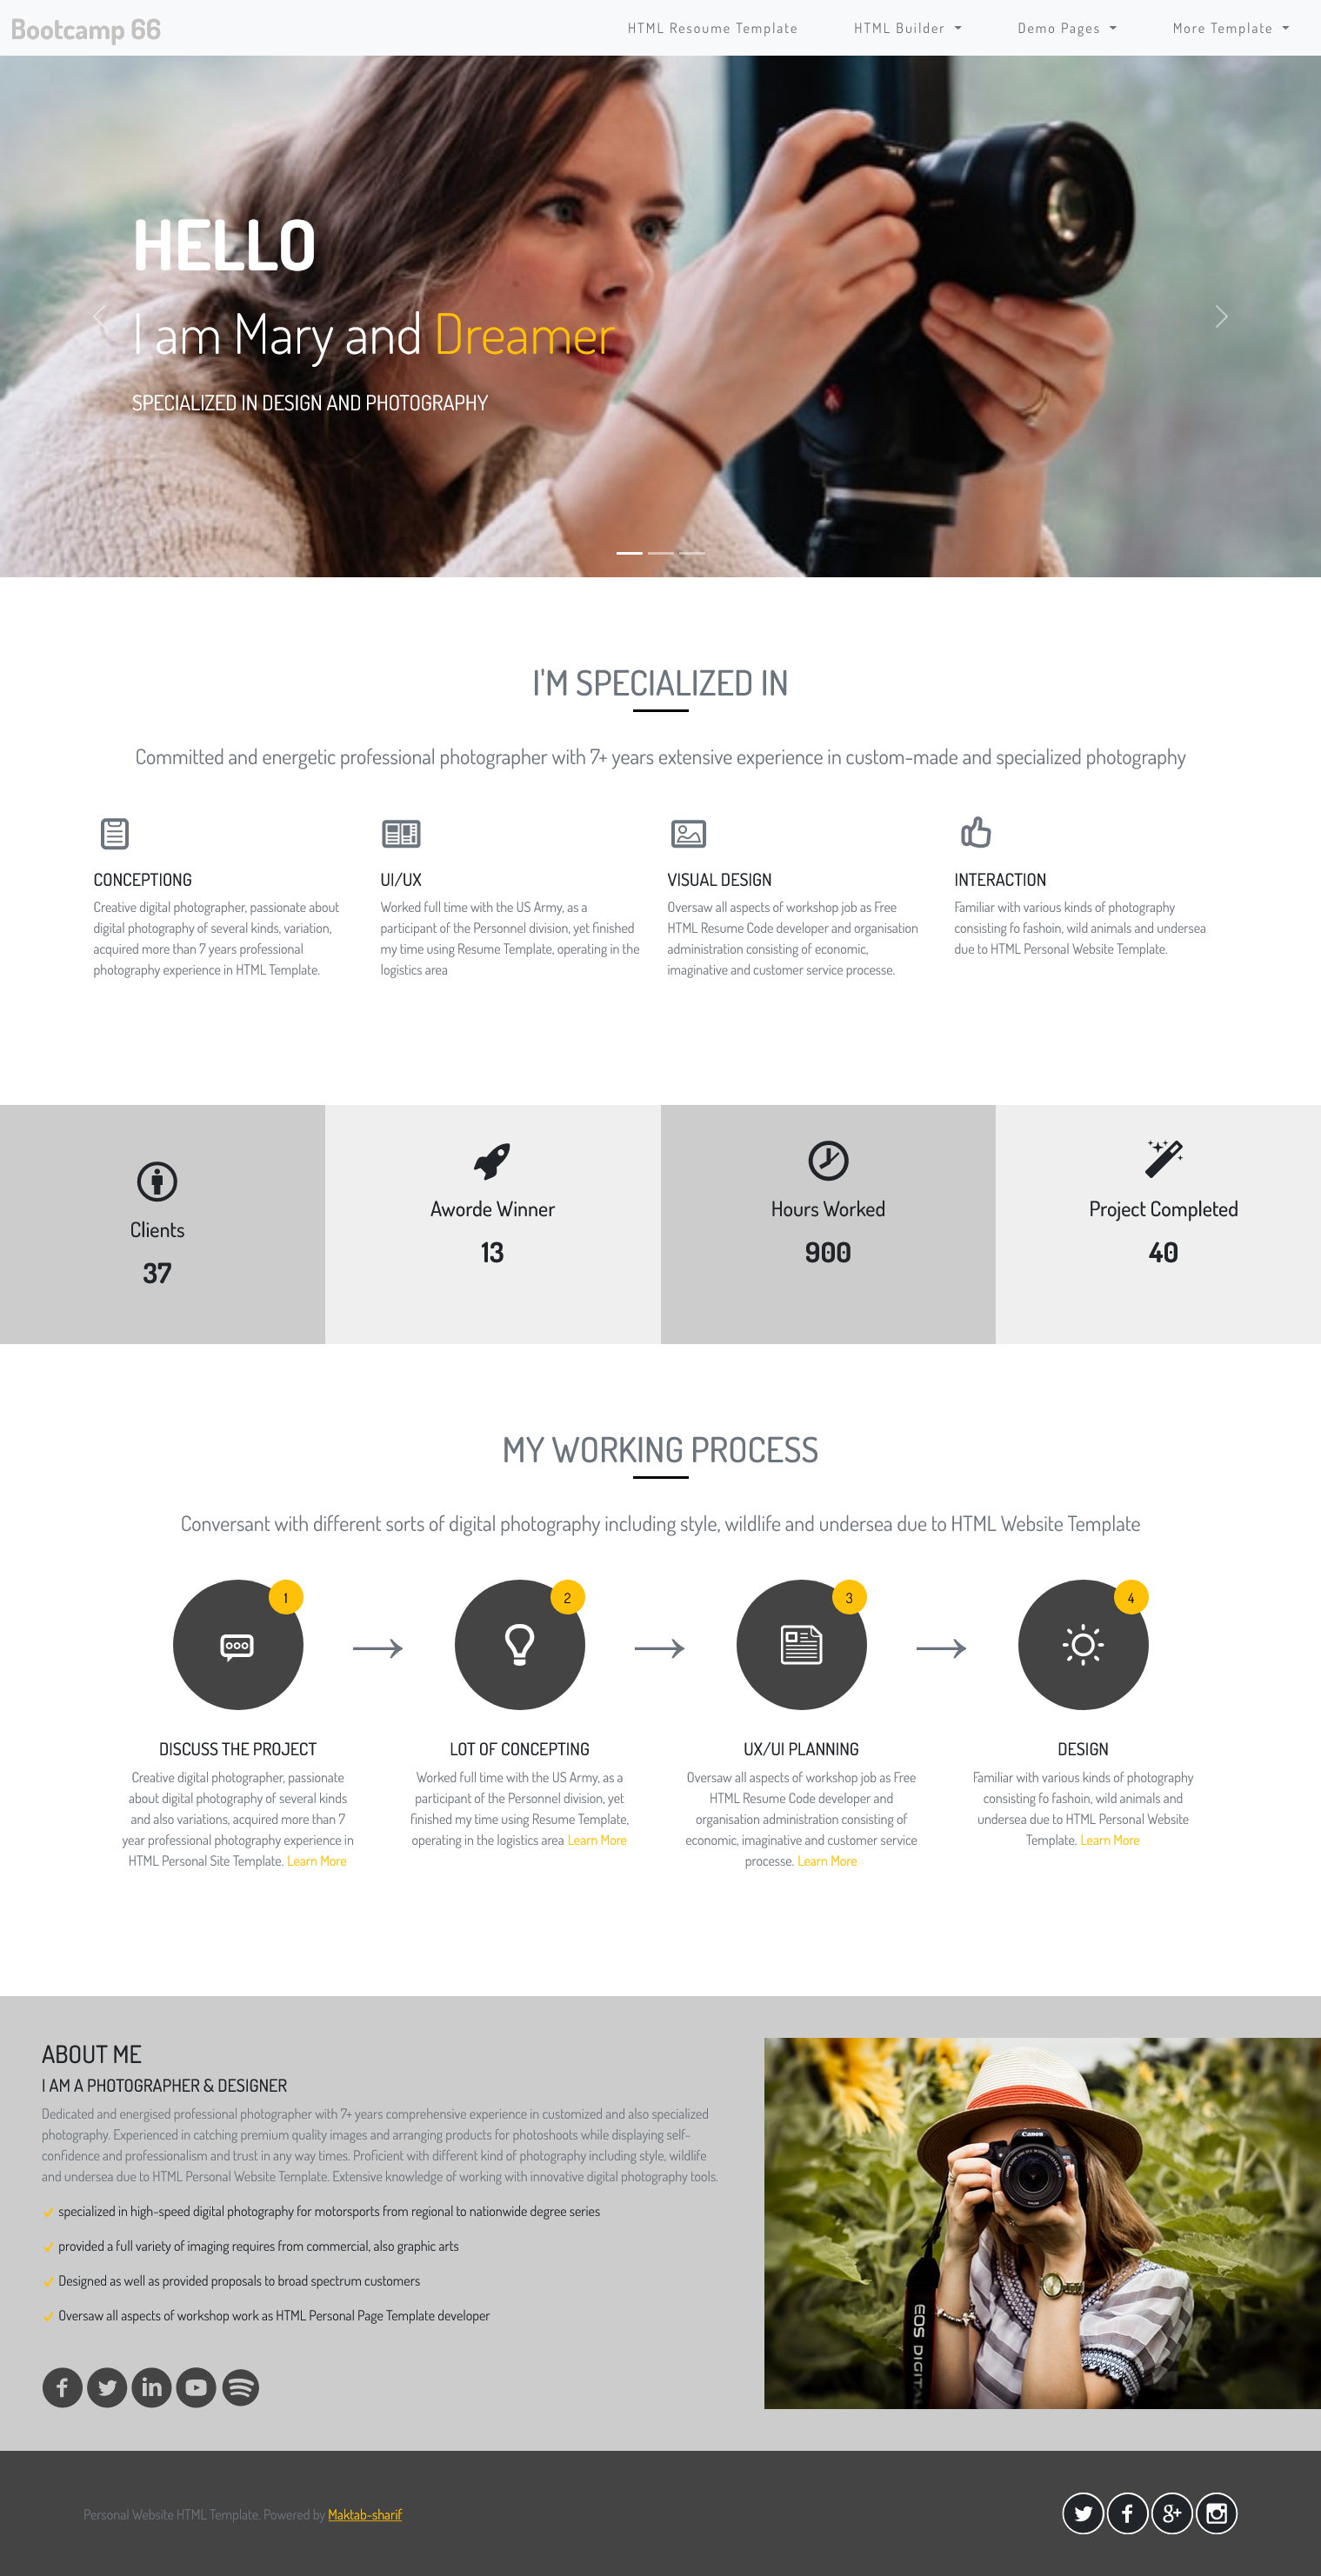 Bootcamp 66
HTML Resoume Template
HTML Builder
Demo Pages
More Template
HELLO
I am Mary and Dreamer
SPECIALIZED IN DESIGN AND PHOTOGRAPHY
I'M SPECIALIZED IN
Committed and energetic professional photographer with 7+ years extensive experience in custom-made and specialized photography
CONCEPTIONG
Creative digital photographer, passionate about
digital photography of several kinds, variation,
acquired more than 7 years professional
photography experience in HTML Template.
UI/UX
Worked full time with the US Army, as a
participant of the Personnel division, yet finished
my time using Resume Template, operating in the
logistics area
VISUAL DESIGN
Oversaw all aspects of workshop job as Free
HTML Resume Code developer and organisation
administration consisting of economic,
imaginative and customer service processe.
INTERACTION
Familiar with various kinds of photography
consisting fo fashoin, wild animals and undersea
due to HTML Personal Website Template.
Clients
37
Aworde Winner
13
Hours Worked
900
Project Completed
40
MY WORKING PROCESS
Conversant with different sorts of digital photography including style, wildlife and undersea due to HTML Website Template
1
2
3
4
DISCUSS THE PROJECT
Creative digital photographer, passionate
about digital photography of several kinds
and also variations, acquired more than 7
year professional photography experience in
HTML Personal Site Template. Learn More
LOT OF CONCEPTING
Worked full time with the US Army, as a
participant of the Personnel division, yet
finished my time using Resume Template,
operating in the logistics area Learn More
UX/UI PLANNING
Oversaw all aspects of workshop job as Free
HTML Resume Code developer and
organisation administration consisting of
economic, imaginative and customer service
processe. Learn More
DESIGN
Familiar with various kinds of photography
consisting fo fashoin, wild animals and
undersea due to HTML Personal Website
Template. Learn More
ABOUT ME
I AM A PHOTOGRAPHER & DESIGNER
Dedicated and energised professional photographer with 7+ years comprehensive experience in customized and also specialized
photography. Experienced in catching premium quality images and arranging products for photoshoots while displaying self-
confidence and professionalism and trust in any way times. Proficient with different kind of photography including style, wildlife
and undersea due to HTML Personal Website Template. Extensive knowledge of working with innovative digital photography tools.
specialized in high-speed digital photography for motorsports from regional to nationwide degree series
provided a full variety of imaging requires from commercial, also graphic arts
Designed as well as provided proposals to broad spectrum customers
Oversaw all aspects of workshop work as HTML Personal Page Template developer
Canon
EOS DIGITAL
Personal Website HTML Template. Powered by Maktab-sharif